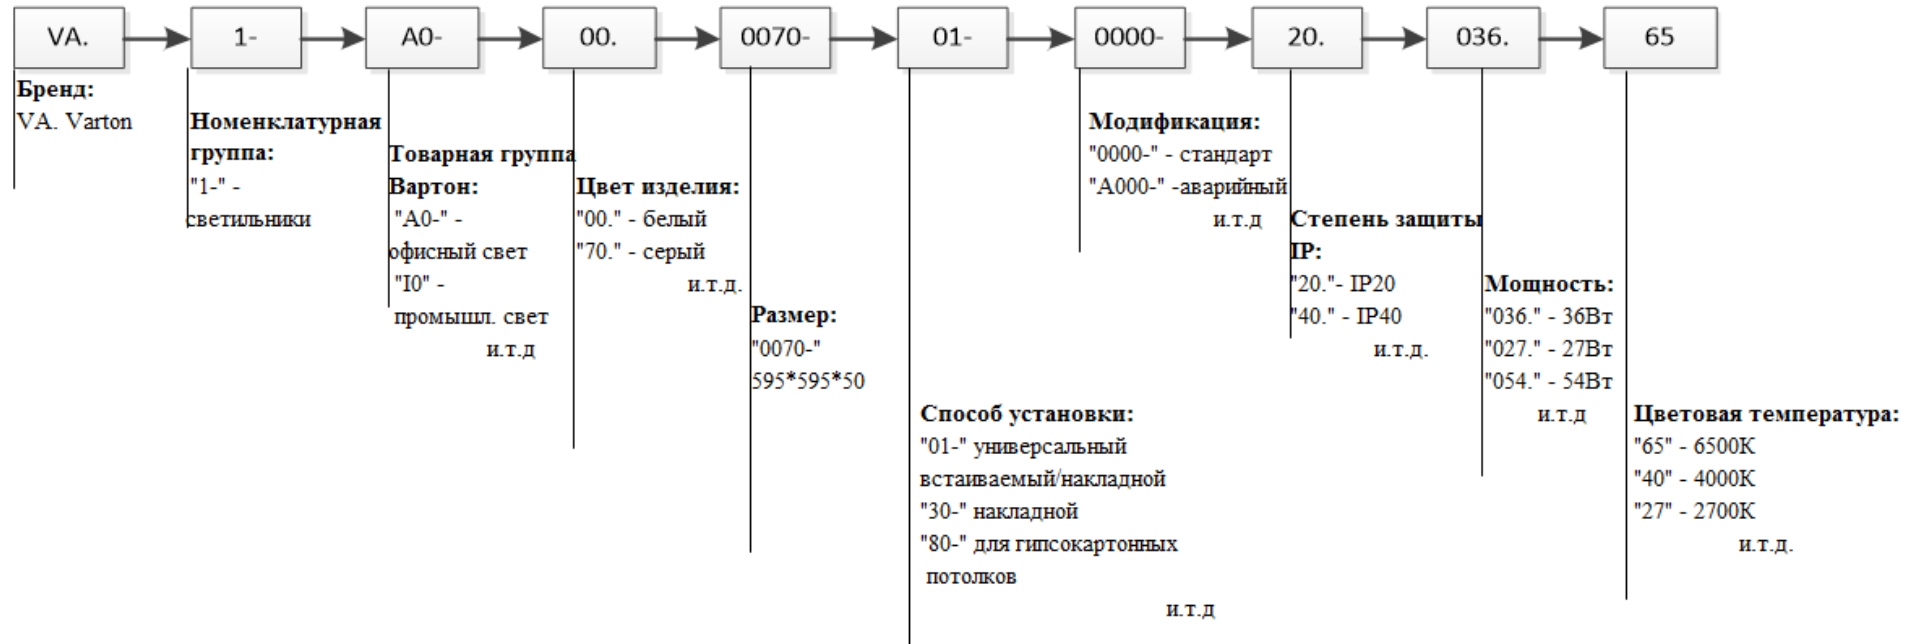 VA.
1-
A0-
00.
0070-
01-
0000-
20.
036.
65
Бренд:
VA. Varton
Номенклатурная
группа:
"1-" -
светильники
Товарная группа
Вартон:
"A0-" -
офисный свет
"I0" -
промышл. свет
и.т.д
Цвет изделия:
"00." - белый
"70." - серый
и.т.д.
Размер:
"0070-"
595*595*50
Способ установки:
"01-" универсальный
встаиваемый/накладной
"30-" накладной
"80-" для гипсокартонных
потолков
и.т.д
Модификация:
"0000-" - стандарт
"А000-" -аварийный
и.т.д
Степень защиты
IP:
"20."- IP20
"40." - IP40
и.т.д.
Мощность:
"036." - 36Вт
"027." - 27Вт
"054." - 54Вт
и.т.д
Цветовая температура:
"65" - 6500К
"40" - 4000К
"27" - 2700К
и.т.д.